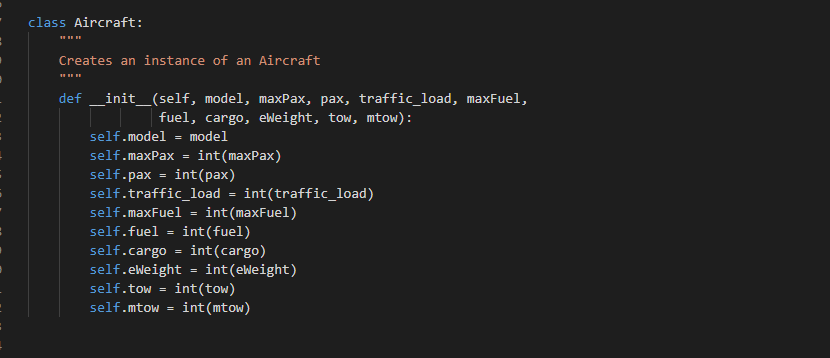 class Aircraft:
    """
    Creates an instance of an Aircraft
    """
    def __init__(self, model, maxPax, pax, traffic_load, maxFuel,
                 fuel, cargo, eWeight, tow, mtow):
        self.model = model
        self.maxPax = int(maxPax)
        self.pax = int(pax)
        self.traffic_load = int(traffic_load)
        self.maxFuel = int(maxFuel)
        self.fuel = int(fuel)
        self.cargo = int(cargo)
        self.eWeight = int(eWeight)
        self.tow = int(tow)
        self.mtow = int(mtow)